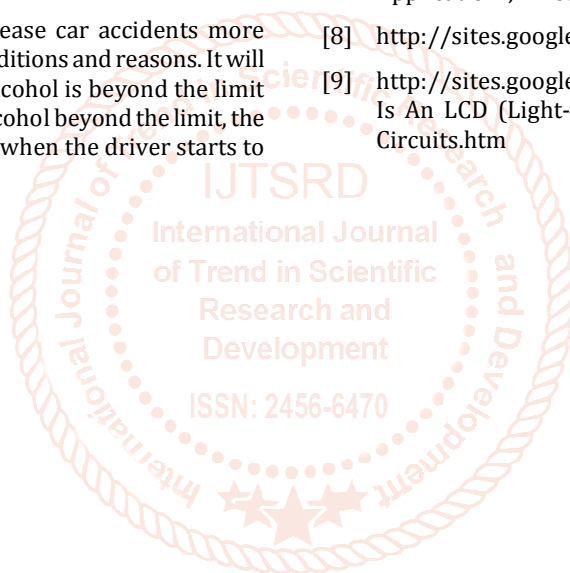 ease car accidents more
ditions and reasons. It will
cohol is beyond the limit
cohol beyond the limit, the
when the driver starts to
[8] http://sites.google
[9] http://sites.google
Is An LCD (Light-
Circuits.htm
International Journal of Trend in Scientific Research and Development
IJTSRD
International Journal
of Trend in Scientific
Research and
Development
ISSN: 2456-6470